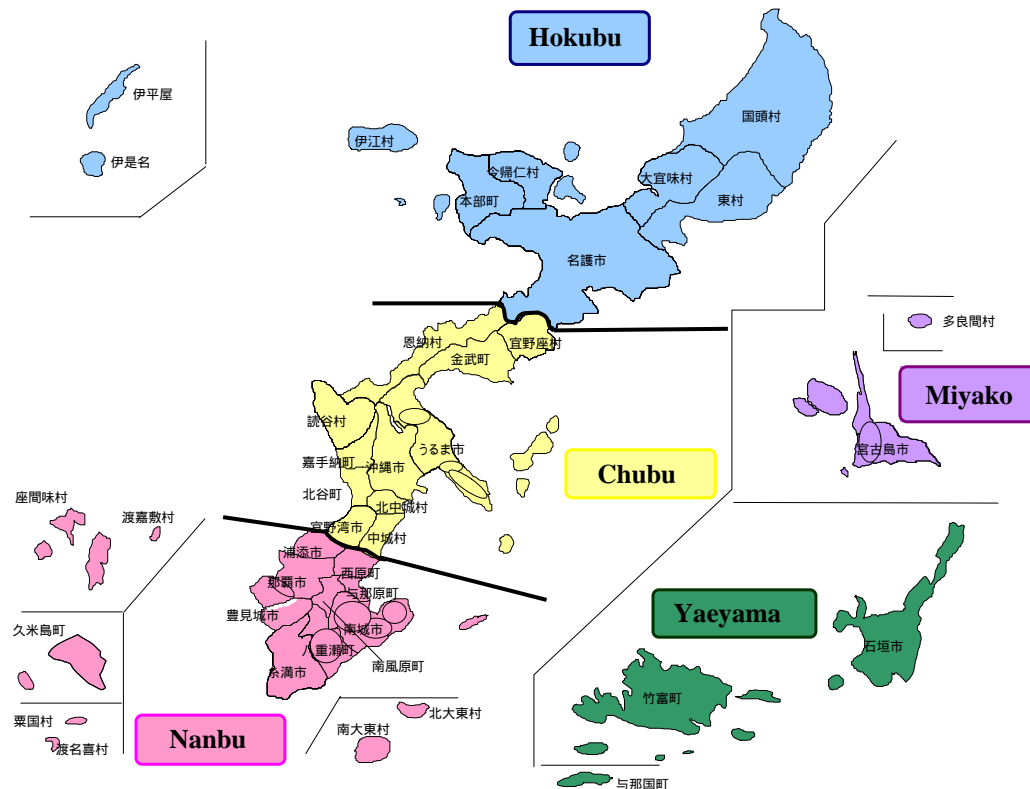 Hokubu
伊平屋
伊是名
伊江村
今帰仁村
本部町
国頭村
大宜味村
東村
名護市
多良間村
Miyako
宮古島市
恩納村
宜野座村
金武町
読谷村
うるま市
嘉手納町
沖縄市
Chubu
北谷町
北中城村
宜野湾市
中城村
座間味村
渡嘉敷村
浦添市
西原町
那覇市
与那原町
豊見城市
南城市
八重瀬町
南風原町
糸満市
久米島町
粟国村
渡名喜村
Nanbu
北大東村
南大東村
Yaeyama
石垣市
竹富町
与那国町